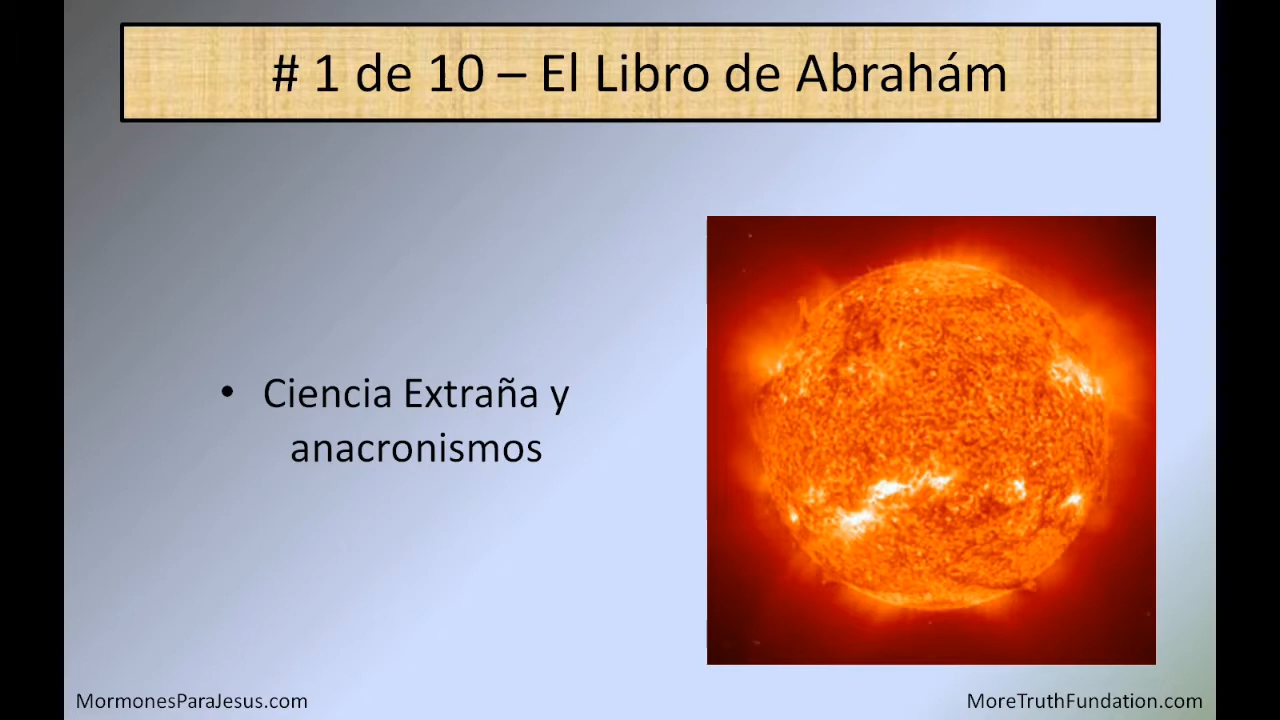 # 1 de 10 – El Libro de Abrahám
• Ciencia Extraña y
anacronismos
MormonesParaJesus.com
MoreTruthFundation.com